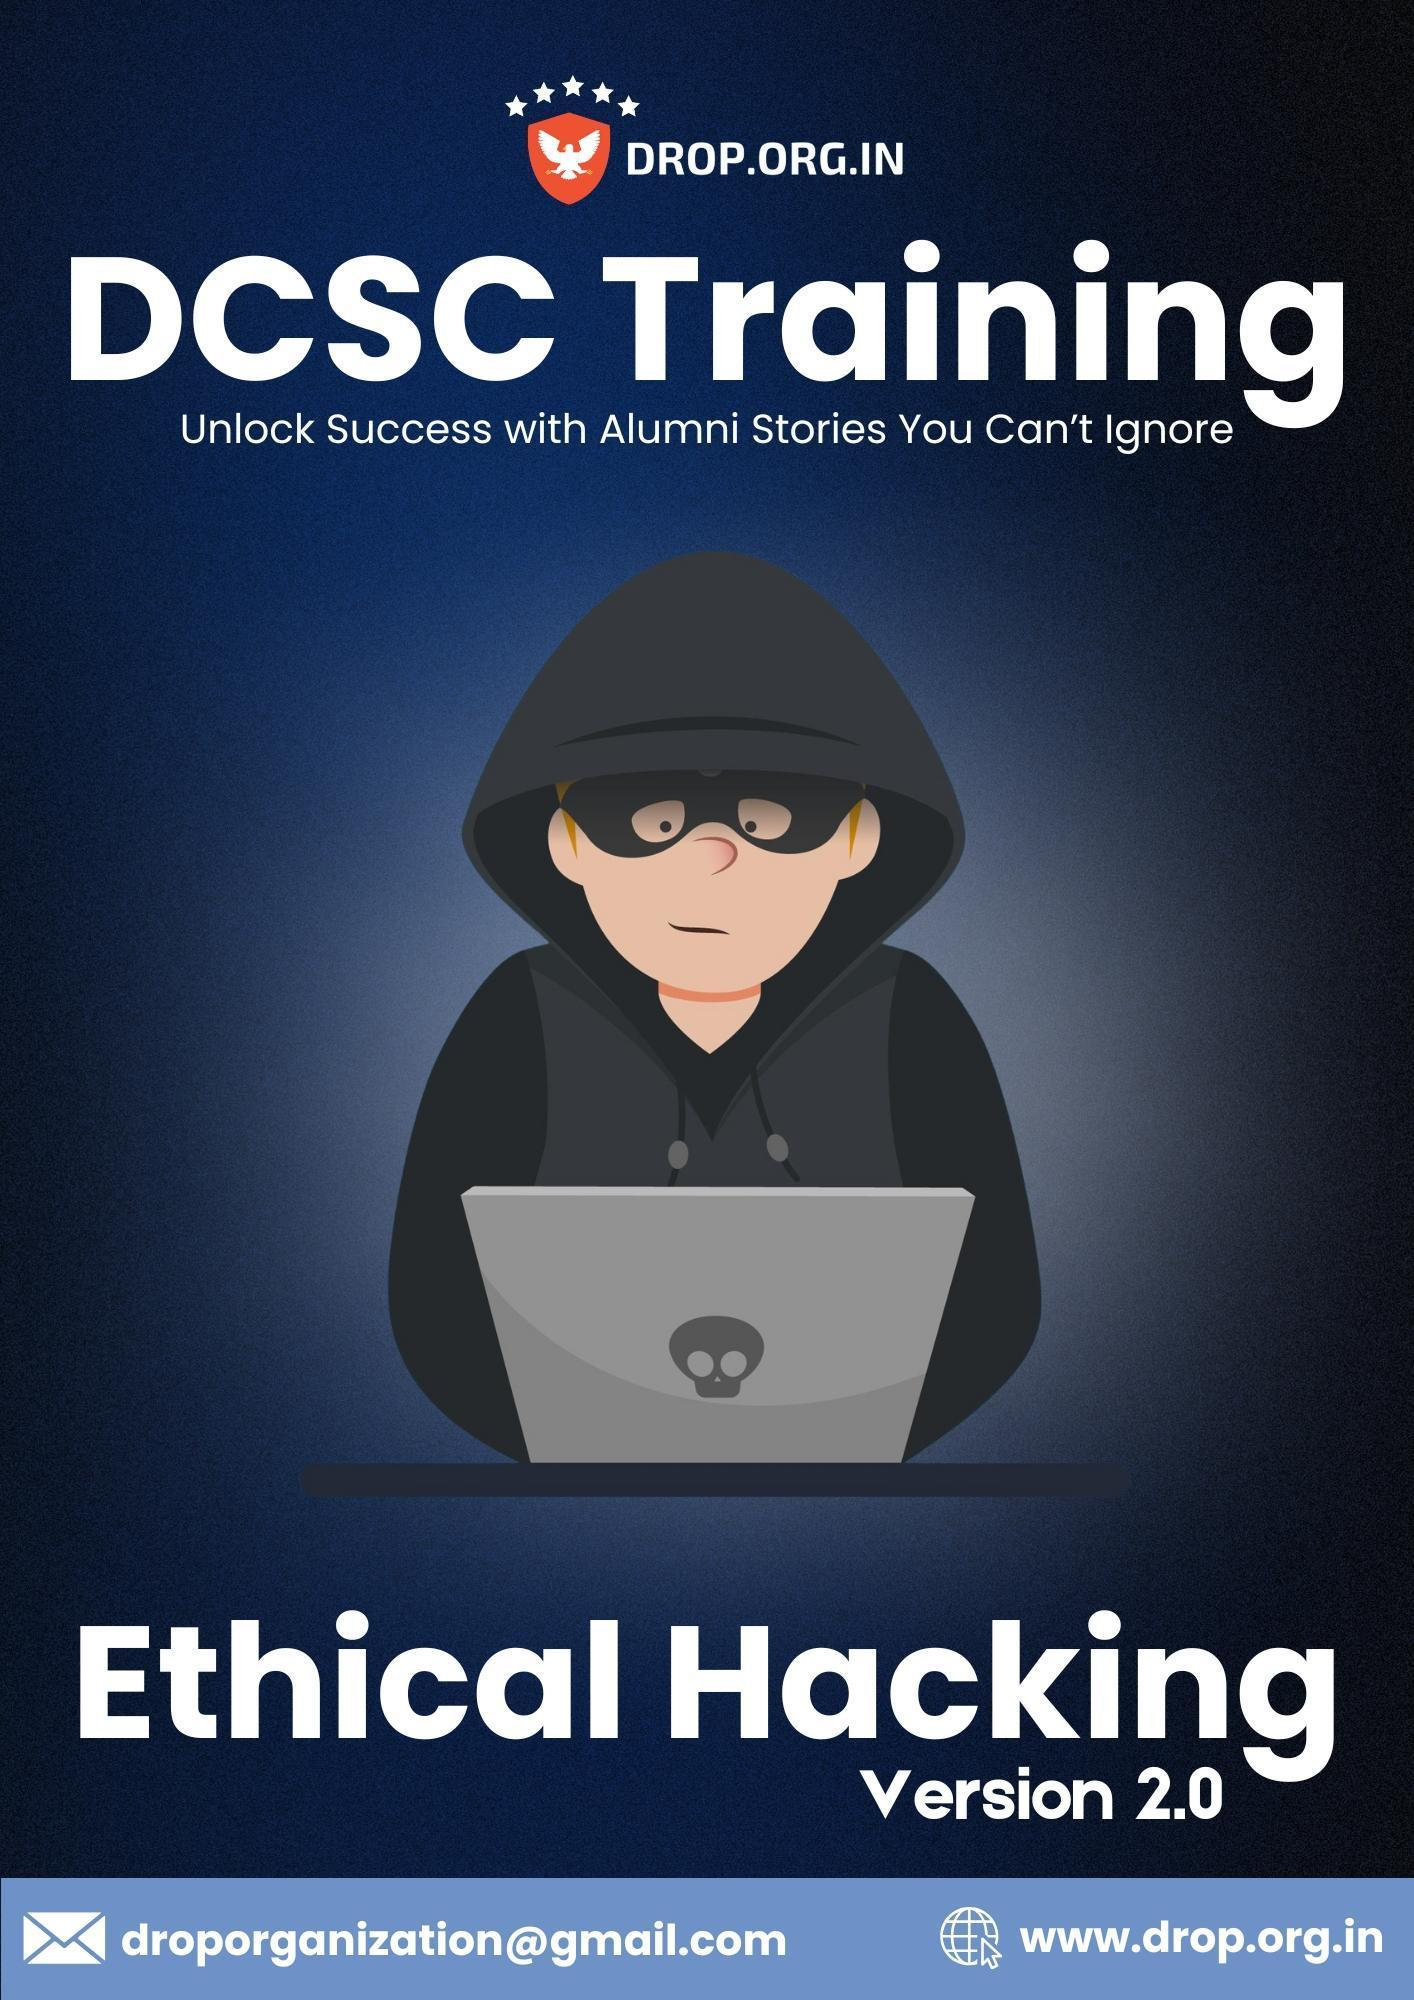 DROP.ORG.IN
DCSC Training
Unlock Success with Alumni Stories You Can’t Ignore
Ethical Hacking
Version 2.0
droporganization@gmail.com
www.drop.org.in